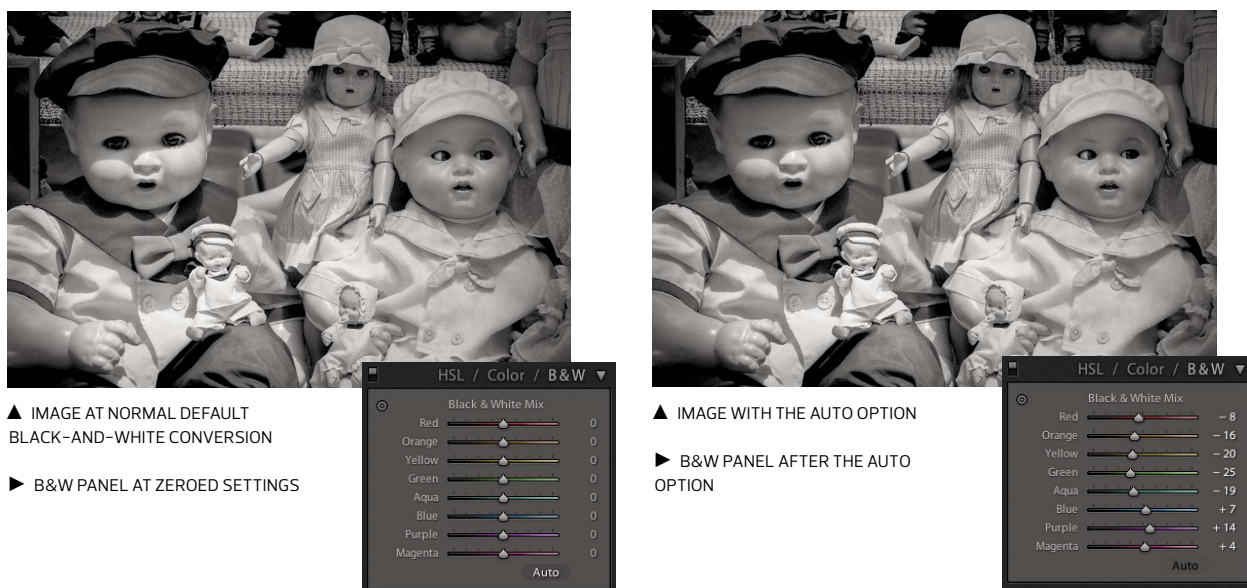 ▲ IMAGE AT NORMAL DEFAULT
BLACK-AND-WHITE CONVERSION
► B&W PANEL AT ZEROED SETTINGS
HSL / Color / B&W ▼
Black & White Mix
Red 0
Orange 0
Yellow 0
Green 0
Aqua 0
Blue 0
Purple 0
Magenta 0
Auto
▲ IMAGE WITH THE AUTO OPTION
► B&W PANEL AFTER THE AUTO
OPTION
HSL / Color / B&W ▼
Black & White Mix
Red – 8
Orange – 16
Yellow – 20
Green – 25
Aqua – 19
Blue + 7
Purple + 14
Magenta + 4
Auto